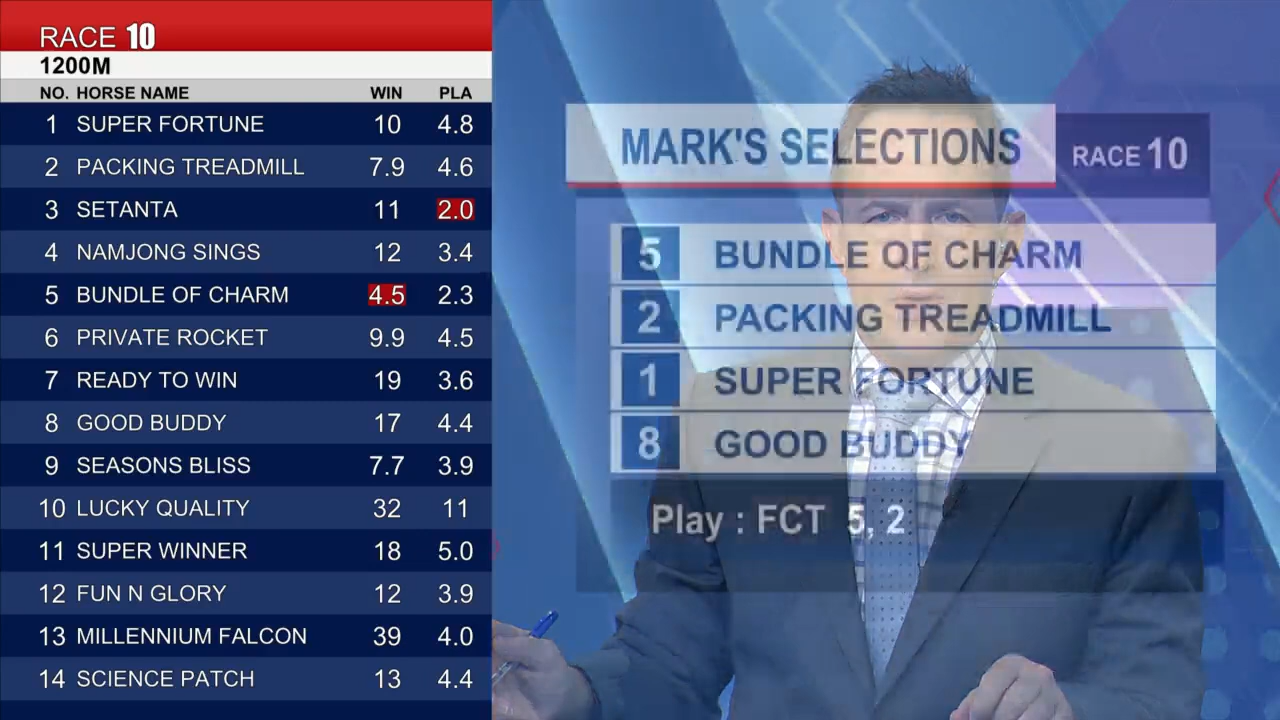 RACE 10
1200M
NO. HORSE NAME WIN PLA
1 SUPER FORTUNE 10 4.8
2 PACKING TREADMILL 7.9 4.6
3 SETANTA 11 2.0
4 NAMJONG SINGS 12 3.4
5 BUNDLE OF CHARM 4.5 2.3
6 PRIVATE ROCKET 9.9 4.5
7 READY TO WIN 19 3.6
8 GOOD BUDDY 17 4.4
9 SEASONS BLISS 7.7 3.9
10 LUCKY QUALITY 32 11
11 SUPER WINNER 18 5.0
12 FUN N GLORY 12 3.9
13 MILLENNIUM FALCON 39 4.0
14 SCIENCE PATCH 13 4.4
MARK'S SELECTIONS RACE 10
5 BUNDLE OF CHARM
2 PACKING TREADMILL
1 SUPER FORTUNE
8 GOOD BUDDY
Play : FCT 5, 2